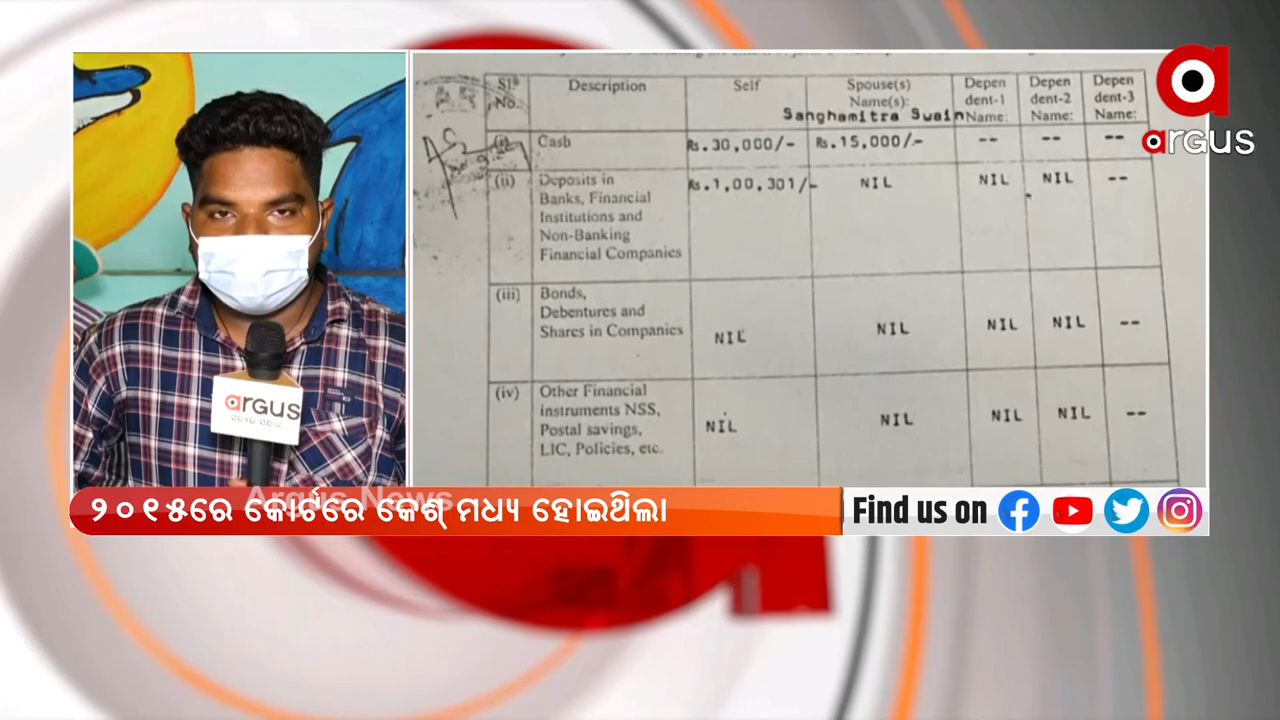 Sl. No.
Description
Self
Spouse(s) Name(s):
Sanghamitra Swain
Depen dent-1 Name:
Depen dent-2 Name:
Depen dent-3 Name:
Cash
Rs.30,000/-
Rs.15,000/-
--
--
--
(ii)
Deposits in
Banks, Financial
Institutions and
Non-Banking
Financial Companies
Rs.1,00,301/-
NIL
NIL
NIL
--
(iii)
Bonds,
Debentures and
Shares in Companies
NIL
NIL
NIL
NIL
--
(iv)
Other Financial
instruments NSS,
Postal savings,
LIC, Policies, etc.
NIL
NIL
NIL
NIL
--
argus
argus
Argus News
୨୦୧୫ରେ କୋର୍ଟରେ କେଶ୍ ମଧ୍ୟ ହୋଇଥିଲା
Find us on